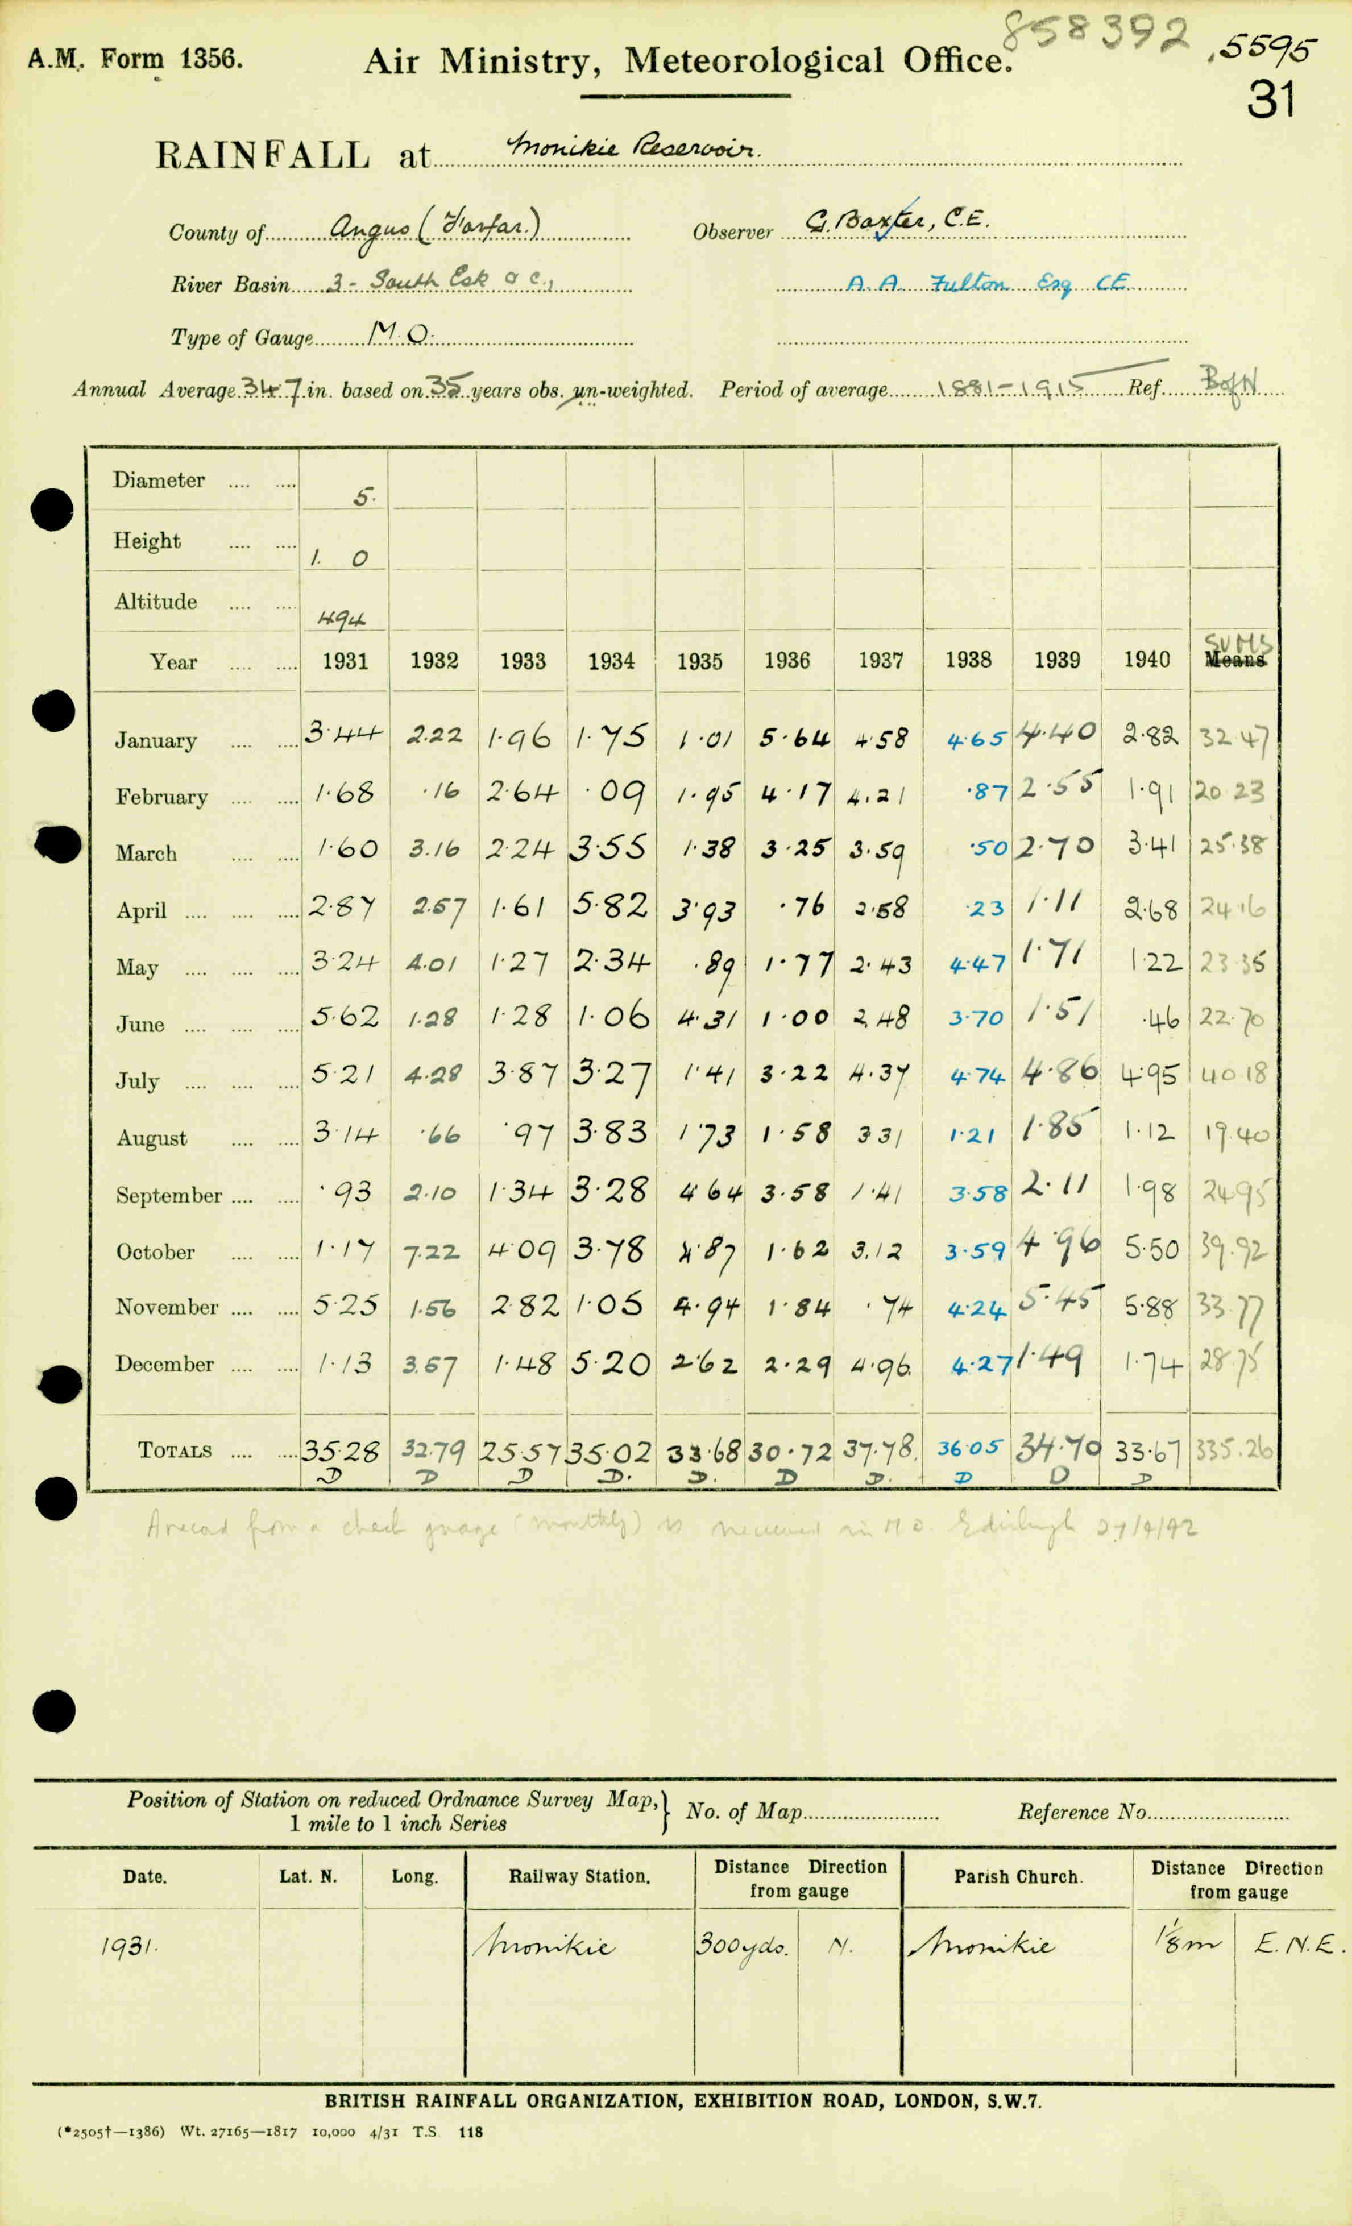 858392
A.M. Form 1356. Air Ministry, Meteorological Office. 5595
31
RAINFALL at Monikie Reservoir.
County of Angus (Forfar.) Observer G. Baxter, C.E.
River Basin 3 - South Esk &c., A. A. Fulton Esq CE
Type of Gauge M.O.
Annual Average 34.7 in. based on 35 years obs. un-weighted. Period of average 1881-1915 Ref. B of N
Diameter 5.
Height 1. 0
Altitude 494
SUMS
Year 1931 1932 1933 1934 1935 1936 1937 1938 1939 1940 Means
January 3.44 2.22 1.96 1.75 1.01 5.64 4.58 4.65 4.40 2.82 32.47
February 1.68 .16 2.64 .09 1.95 4.17 4.21 .87 2.55 1.91 20.23
March 1.60 3.16 2.24 3.55 1.38 3.25 3.59 .50 2.70 3.41 25.38
April 2.87 2.57 1.61 5.82 3.93 .76 2.58 .23 1.11 2.68 24.16
May 3.24 4.01 1.27 2.34 .89 1.77 2.43 4.47 1.71 1.22 23.35
June 5.62 1.28 1.28 1.06 4.31 1.00 2.48 3.70 1.51 .46 22.70
July 5.21 4.28 3.87 3.27 1.41 3.22 4.37 4.74 4.86 4.95 40.18
August 3.14 .66 .97 3.83 1.73 1.58 3.31 1.21 1.85 1.12 19.40
September .93 2.10 1.34 3.28 4.64 3.58 1.41 3.58 2.11 1.98 24.95
October 1.17 7.22 4.09 3.78 4.87 1.62 3.12 3.59 4.96 5.50 39.92
November 5.25 1.56 2.82 1.05 4.94 1.84 .74 4.24 5.45 5.88 33.77
December 1.13 3.57 1.48 5.20 2.62 2.29 4.96 4.27 1.49 1.74 28.75
TOTALS 35.28 32.79 25.57 35.02 33.68 30.72 37.78 36.05 34.70 33.67 335.26
D D D D. D. D D. D D D
A record from a check guage (monthly) is received in M.O. Edinburgh 27/4/42
Position of Station on reduced Ordnance Survey Map, 1 mile to 1 inch Series } No. of Map Reference No.
Date. Lat. N. Long. Railway Station. Distance Direction from gauge Parish Church. Distance Direction from gauge
1931. Monikie 300yds. N. Monikie 1⅛m E.N.E.
BRITISH RAINFALL ORGANIZATION, EXHIBITION ROAD, LONDON, S.W.7.
(*2505†—1386) Wt. 27165—1817 10,000 4/31 T.S. 118